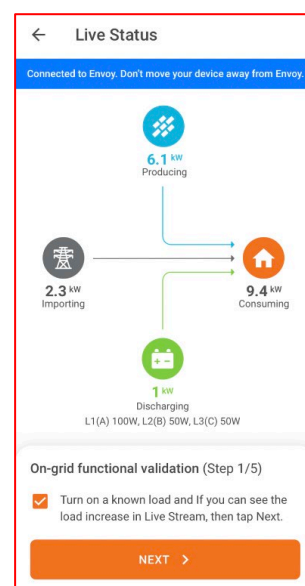 Live Status
Connected to Envoy. Don't move your device away from Envoy.
6.1 kW
Producing
2.3 kW
Importing
9.4 kW
Consuming
1 kW
Discharging
L1(A) 100W, L2(B) 50W, L3(C) 50W
On-grid functional validation (Step 1/5)
Turn on a known load and If you can see the
load increase in Live Stream, then tap Next.
NEXT >